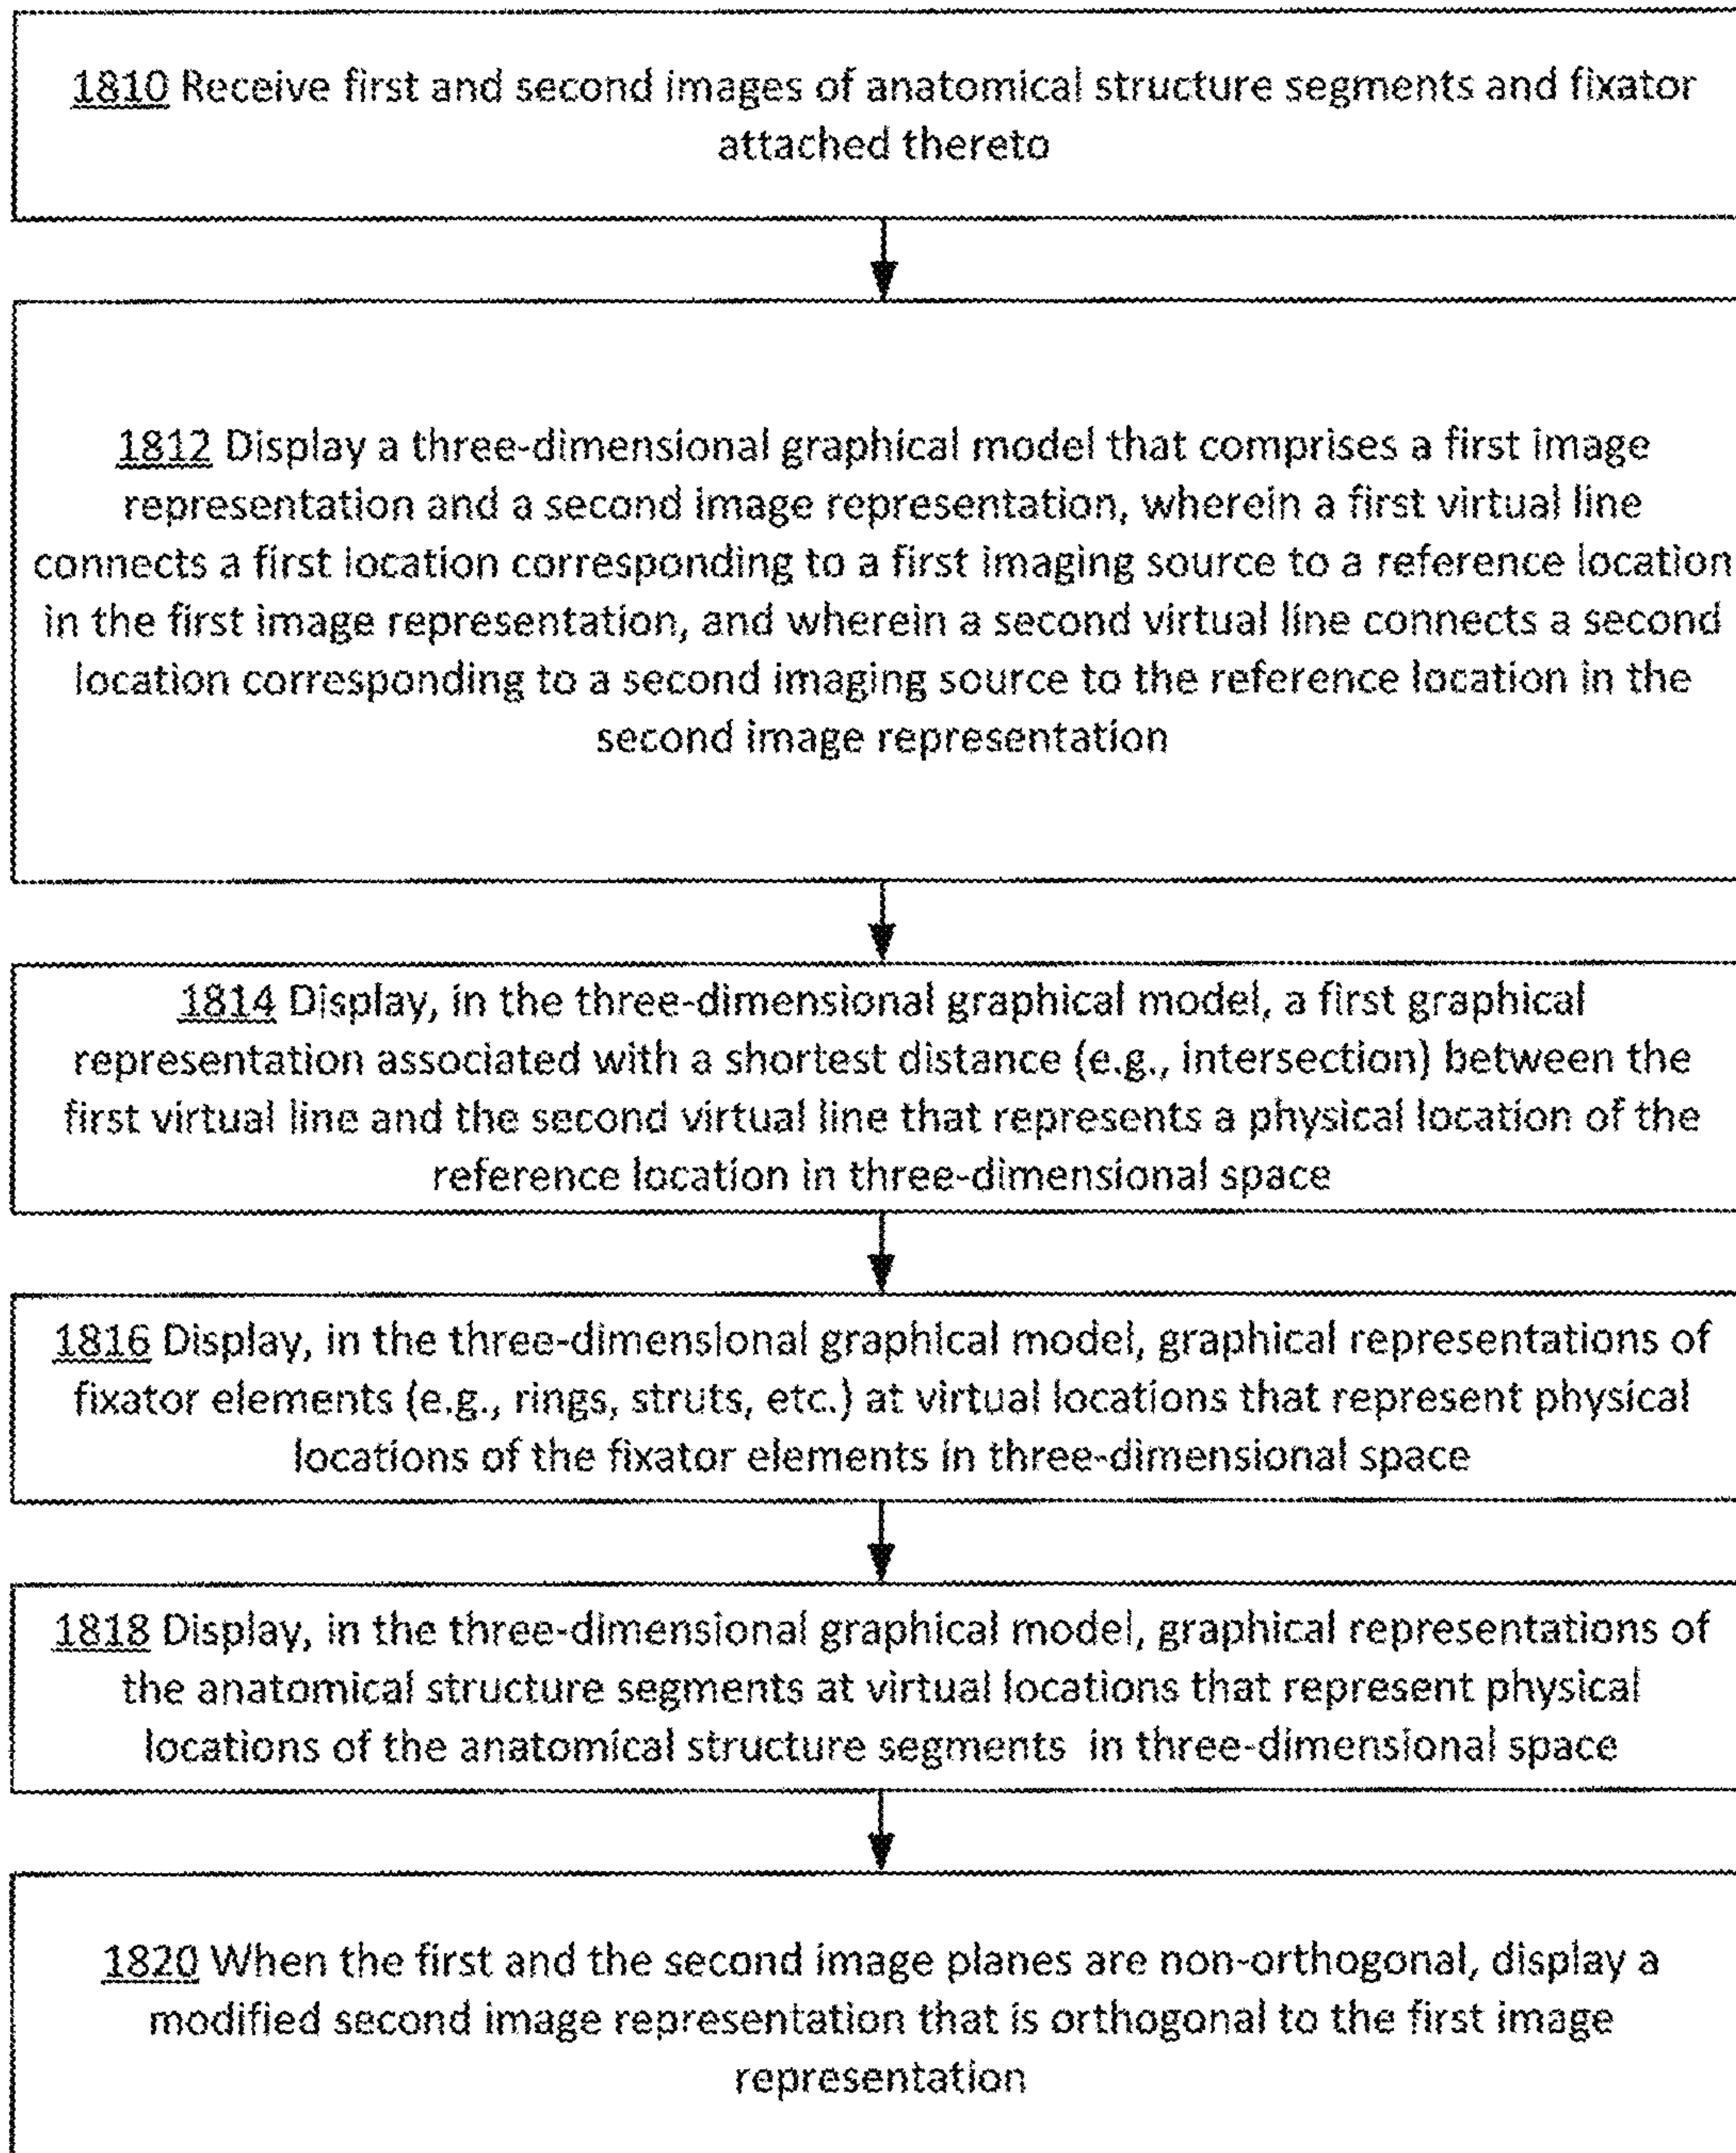 1810 Receive first and second images of anatomical structure segments and fixator
attached thereto
1812 Display a three-dimensional graphical model that comprises a first image
representation and a second image representation, wherein a first virtual line
connects a first location corresponding to a first imaging source to a reference location
in the first image representation, and wherein a second virtual line connects a second
location corresponding to a second imaging source to the reference location in the
second image representation
1814 Display, in the three-dimensional graphical model, a first graphical
representation associated with a shortest distance (e.g., intersection) between the
first virtual line and the second virtual line that represents a physical location of the
reference location in three-dimensional space
1816 Display, in the three-dimensional graphical model, graphical representations of
fixator elements (e.g., rings, struts, etc.) at virtual locations that represent physical
locations of the fixator elements in three-dimensional space
1818 Display, in the three-dimensional graphical model, graphical representations of
the anatomical structure segments at virtual locations that represent physical
locations of the anatomical structure segments in three-dimensional space
1820 When the first and the second image planes are non-orthogonal, display a
modified second image representation that is orthogonal to the first image
representation